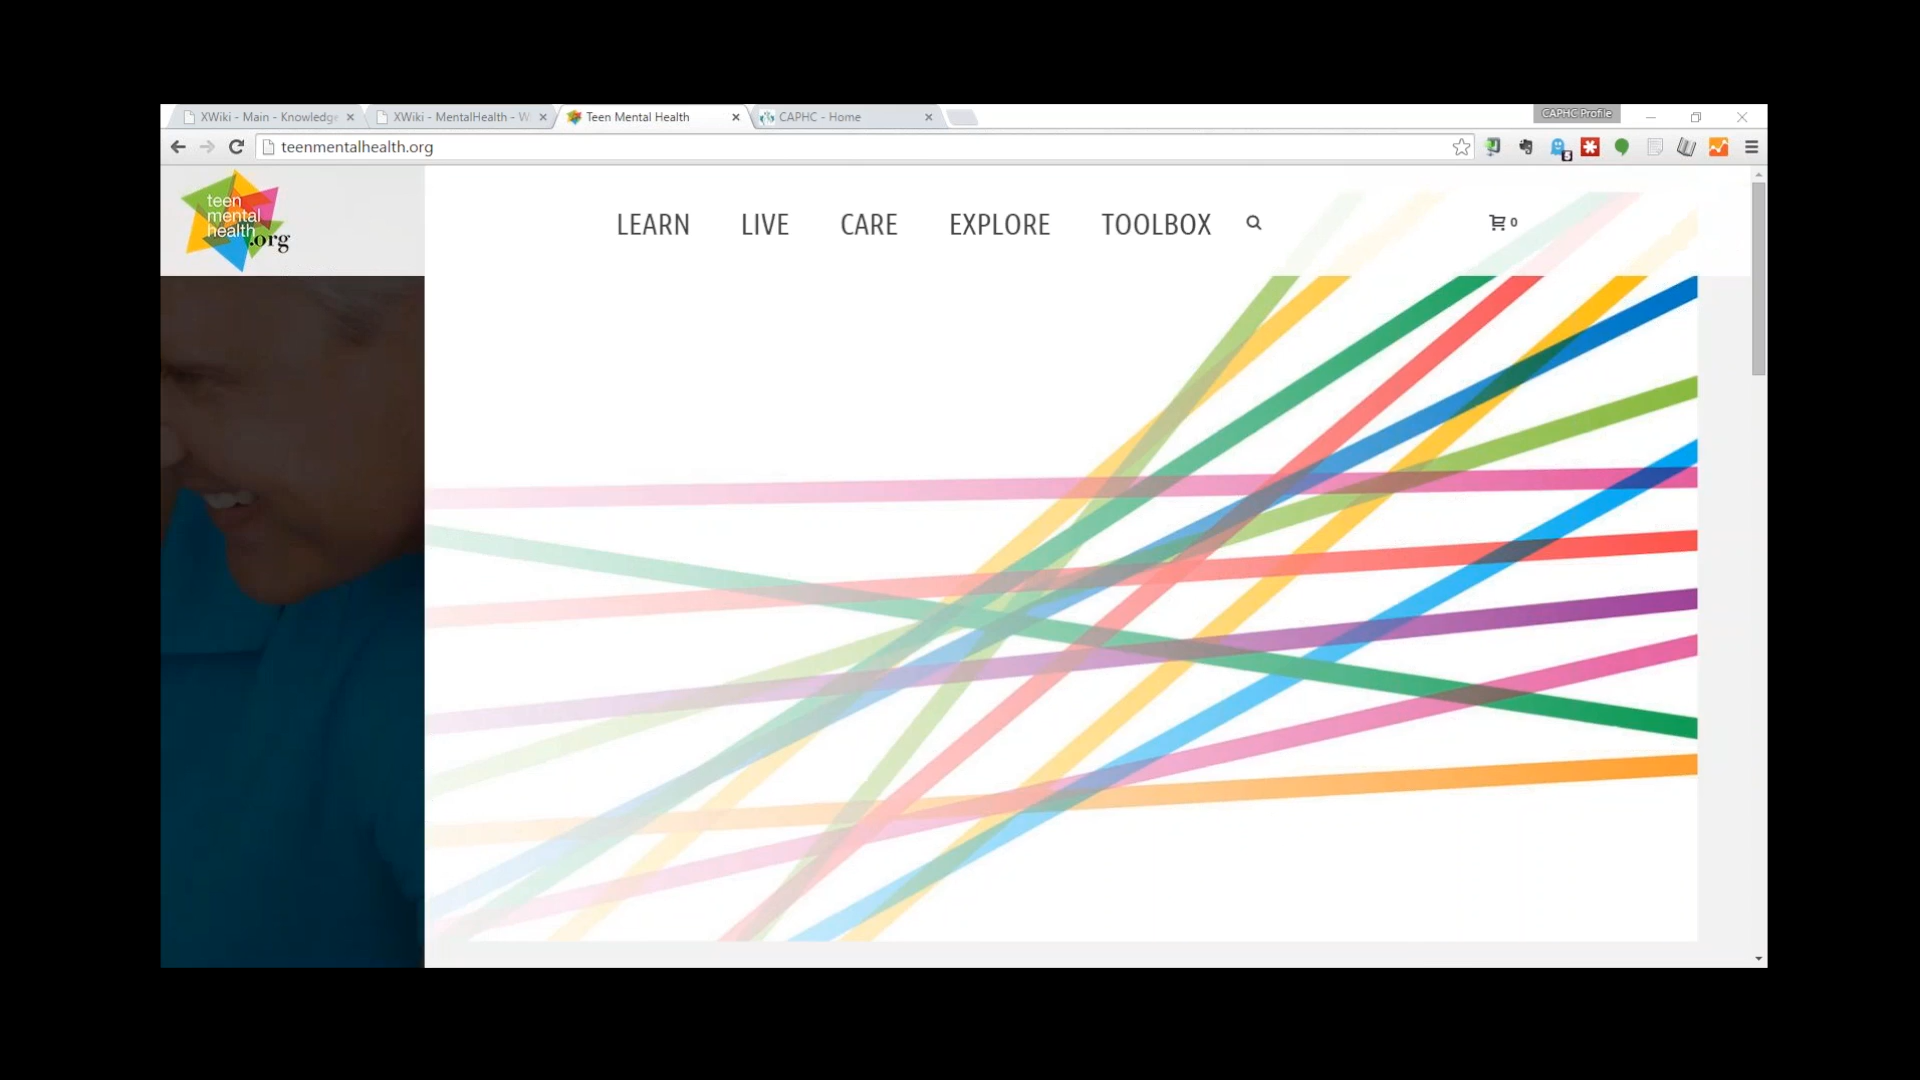 XWiki - Main - Knowledge
XWiki - MentalHealth - W
Teen Mental Health
CAPHC - Home
CAPHC Profile
teenmentalhealth.org
teen
mental
health
.org
LEARN
LIVE
CARE
EXPLORE
TOOLBOX
0